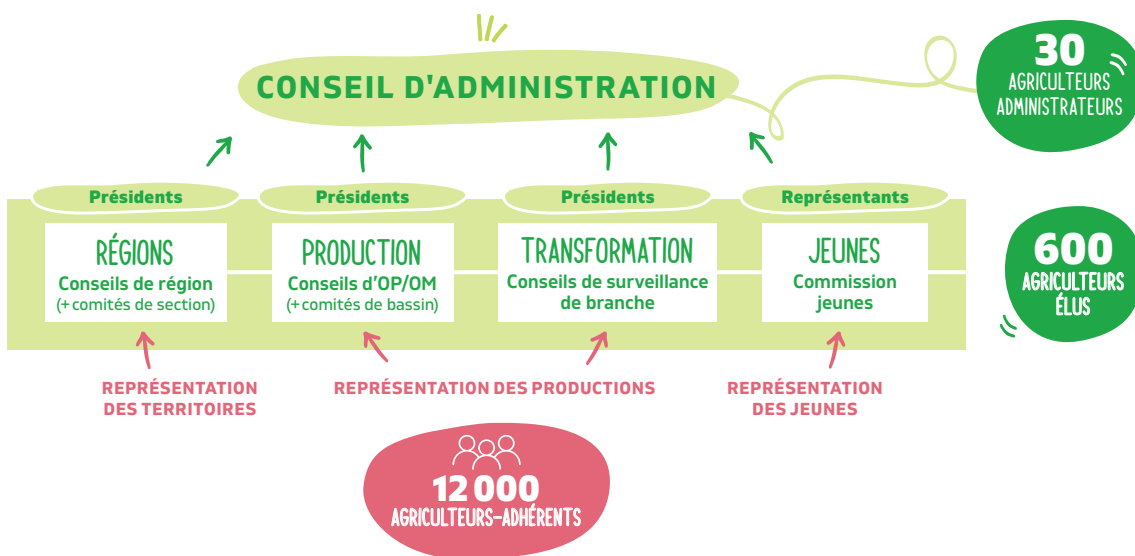 CONSEIL D'ADMINISTRATION
30
AGRICULTEURS
ADMINISTRATEURS
Présidents
Présidents
Présidents
Représentants
RÉGIONS
Conseils de région
(+comités de section)
PRODUCTION
Conseils d'OP/OM
(+comités de bassin)
TRANSFORMATION
Conseils de surveillance
de branche
JEUNES
Commission
jeunes
600
AGRICULTEURS
ÉLUS
REPRÉSENTATION
DES TERRITOIRES
REPRÉSENTATION DES PRODUCTIONS
REPRÉSENTATION
DES JEUNES
12 000
AGRICULTEURS-ADHÉRENTS